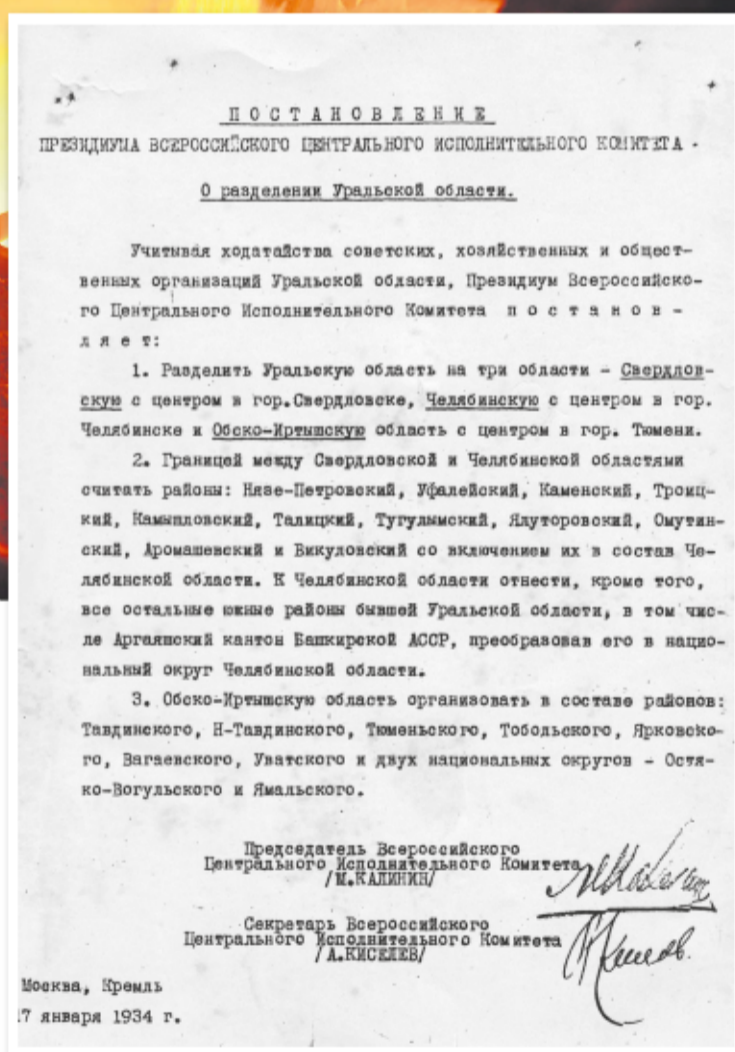 ПОСТАНОВЛЕНИЕ
ПРЕЗИДИУМА ВСЕРОССИЙСКОГО ЦЕНТРАЛЬНОГО ИСПОЛНИТЕЛЬНОГО КОМИТЕТА -
О разделении Уральской области.
Учитывая ходатайства советских, хозяйственных и общест-
венных организаций Уральской области, Президиум Всероссийско-
го Центрального Исполнительного Комитета п о с т а н о в -
л я е т:
1. Разделить Уральскую область на три области - Свердлов-
скую с центром в гор.Свердловске, Челябинскую с центром в гор.
Челябинске и Обско-Иртышскую область с центром в гор. Тюмени.
2. Границей между Свердловской и Челябинской областями
считать районы: Нязе-Петровский, Уфалейский, Каменский, Троиц-
кий, Камышловский, Талицкий, Тугулымский, Ялуторовский, Омутин-
ский, Аромашевский и Викуловский со включением их в состав Че-
лябинской области. К Челябинской области отнести, кроме того,
все остальные южные районы бывшей Уральской области, в том чис-
ле Аргаяшский кантон Башкирской АССР, преобразовав его в нацио-
нальный округ Челябинской области.
3. Обско-Иртышскую область организовать в составе районов:
Тавдинского, Н-Тавдинского, Тюменьского, Тобольского, Ярковско-
го, Вагаевского, Уватского и двух национальных округов - Остя-
ко-Вогульского и Ямальского.
Председатель Всероссийского
Центрального Исполнительного Комитета
/М.КАЛИНИН/
Секретарь Всероссийского
Центрального Исполнительного Комитета
/А.КИСЕЛЕВ/
Москва, Кремль
17 января 1934 г.